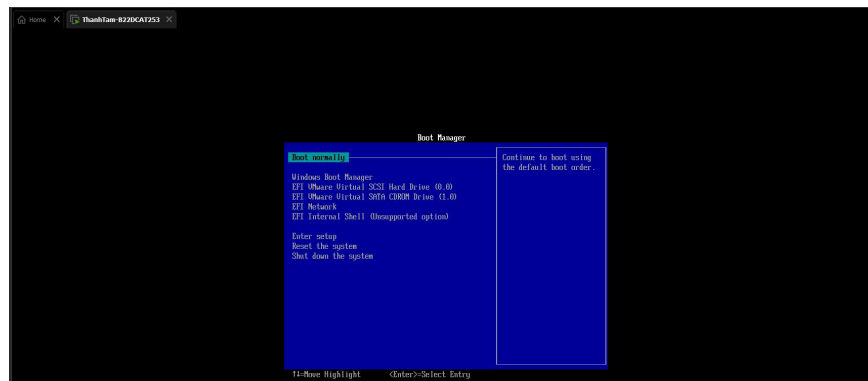 Home
ThanhTam-B22DCAT253
Boot Manager
Boot normally
Continue to boot using
the default boot order.
Windows Boot Manager
EFI VMware Virtual SCSI Hard Drive (0.0)
EFI VMware Virtual SATA CDROM Drive (1.0)
EFI Network
EFI Internal Shell (Unsupported option)
Enter setup
Reset the system
Shut down the system
↑↓=Move Highlight <Enter>=Select Entry